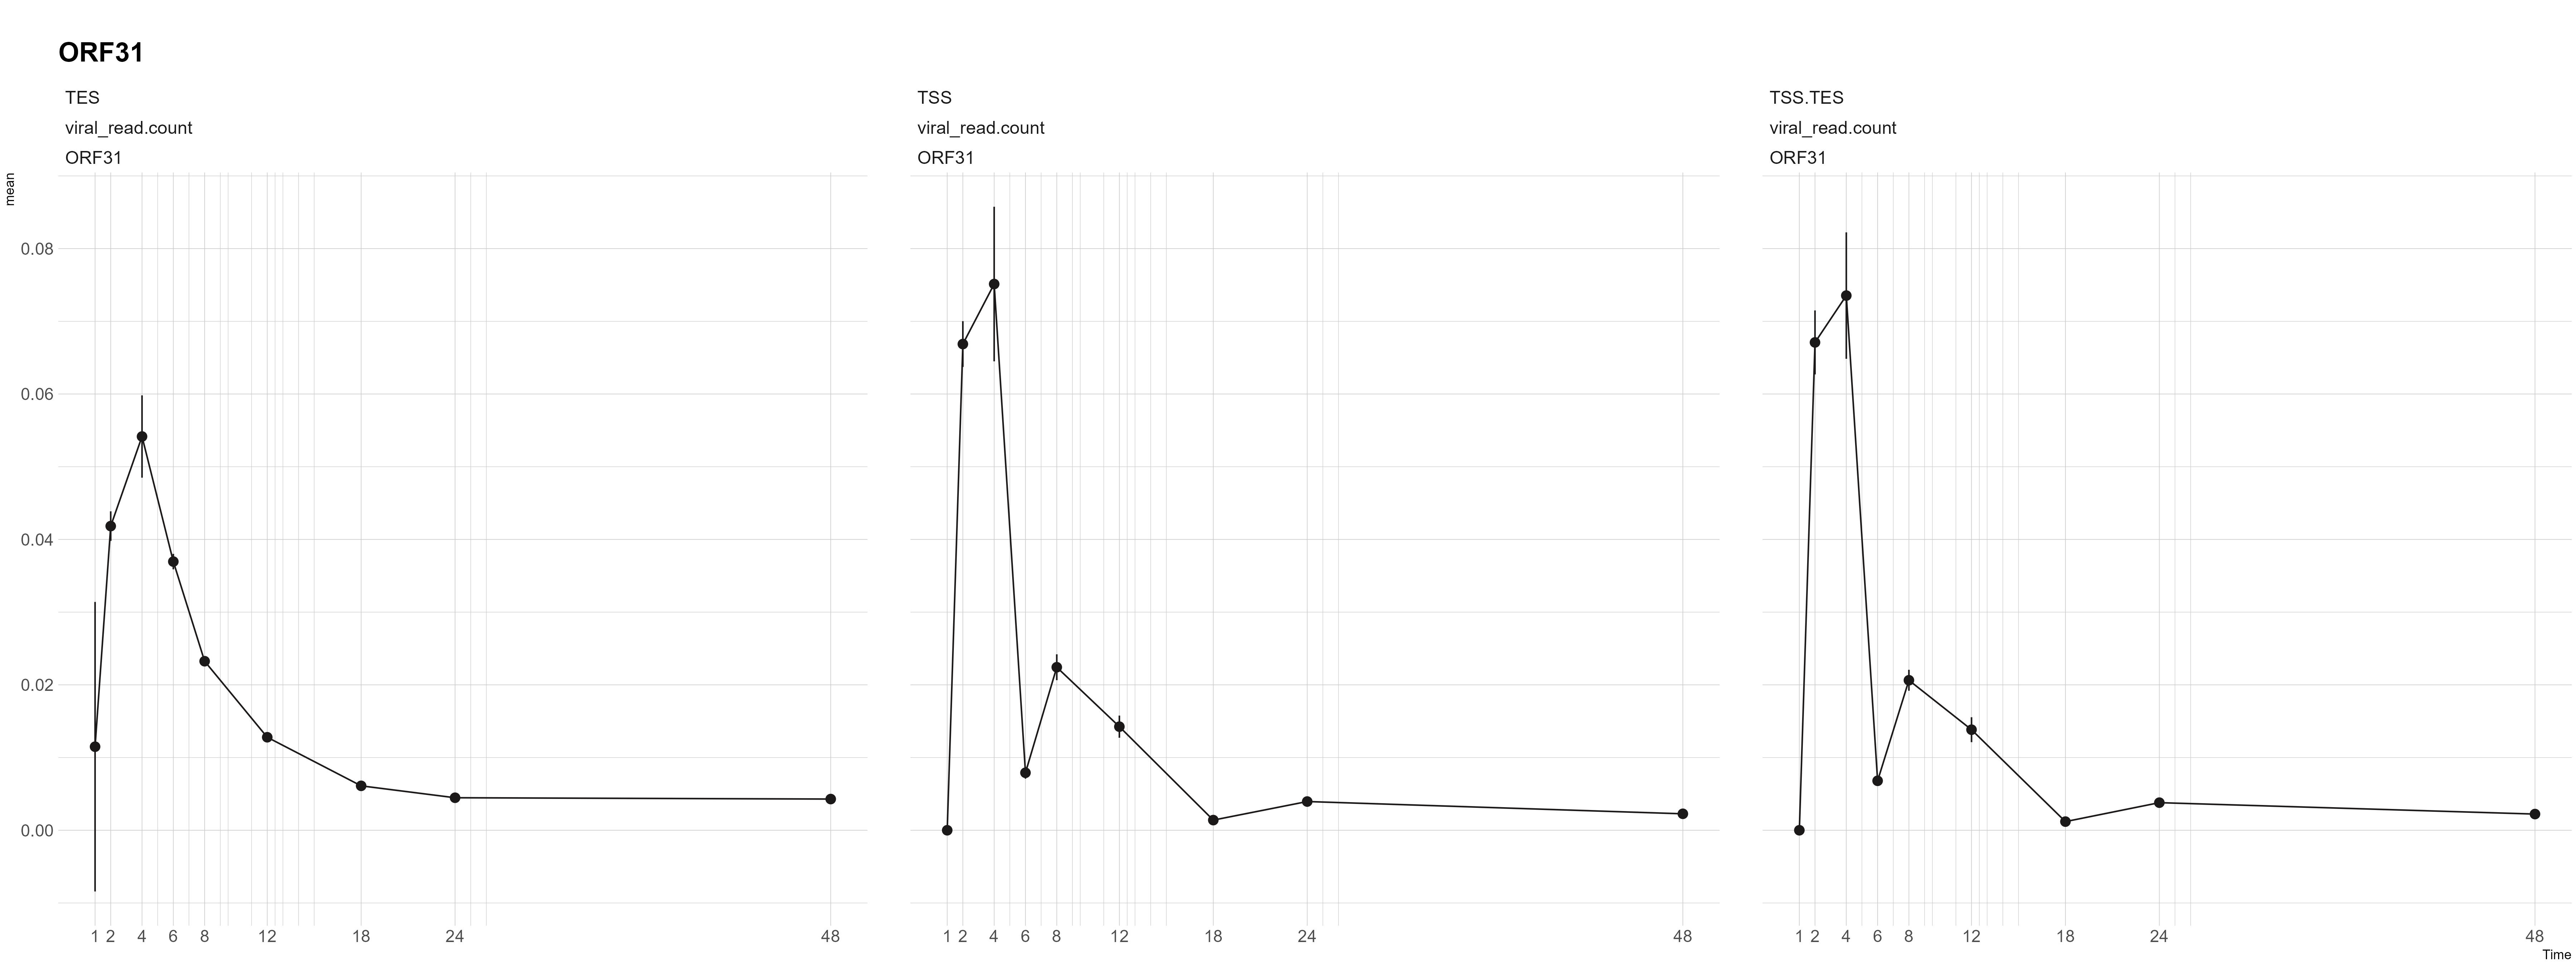 ORF31
TES
viral_read.count
ORF31
TSS
viral_read.count
ORF31
TSS.TES
viral_read.count
ORF31
mean
0.08
0.06
0.04
0.02
0.00
1 2 4 6 8 12 18 24 48
1 2 4 6 8 12 18 24 48
1 2 4 6 8 12 18 24 48
Time